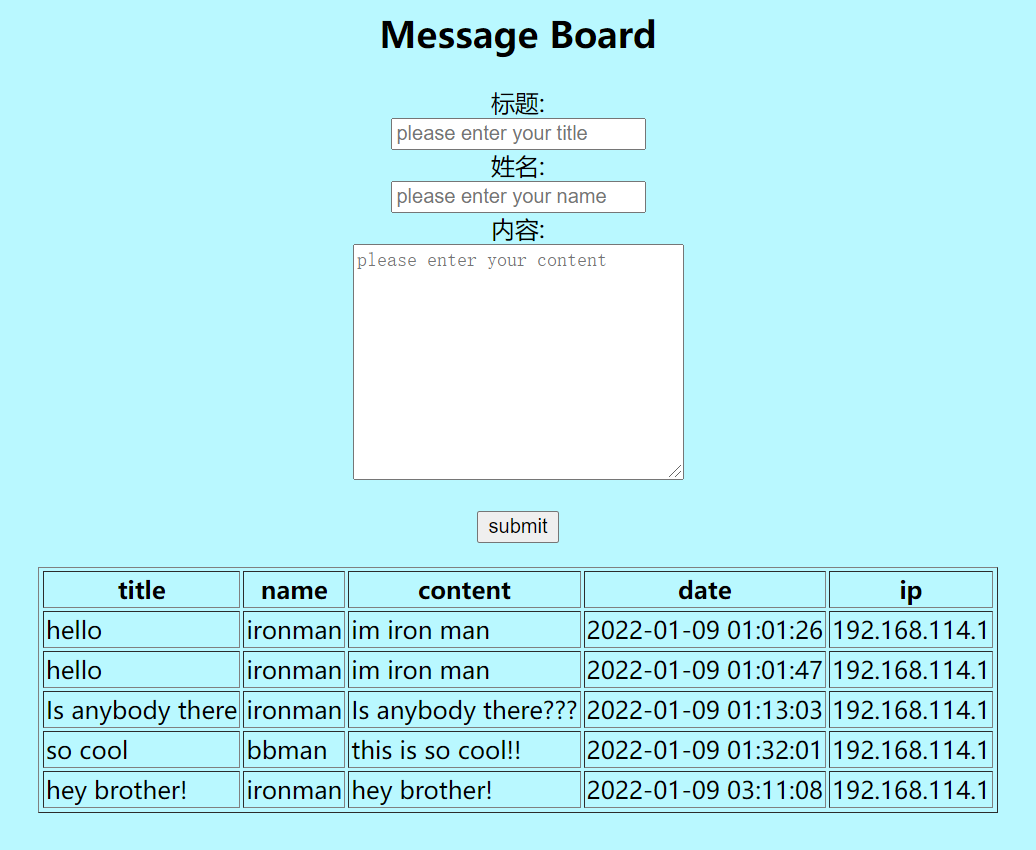 Message Board
标题:
please enter your title
姓名:
please enter your name
内容:
please enter your content
submit
title name content date ip
hello ironman im iron man 2022-01-09 01:01:26 192.168.114.1
hello ironman im iron man 2022-01-09 01:01:47 192.168.114.1
Is anybody there ironman Is anybody there??? 2022-01-09 01:13:03 192.168.114.1
so cool bbman this is so cool!! 2022-01-09 01:32:01 192.168.114.1
hey brother! ironman hey brother! 2022-01-09 03:11:08 192.168.114.1